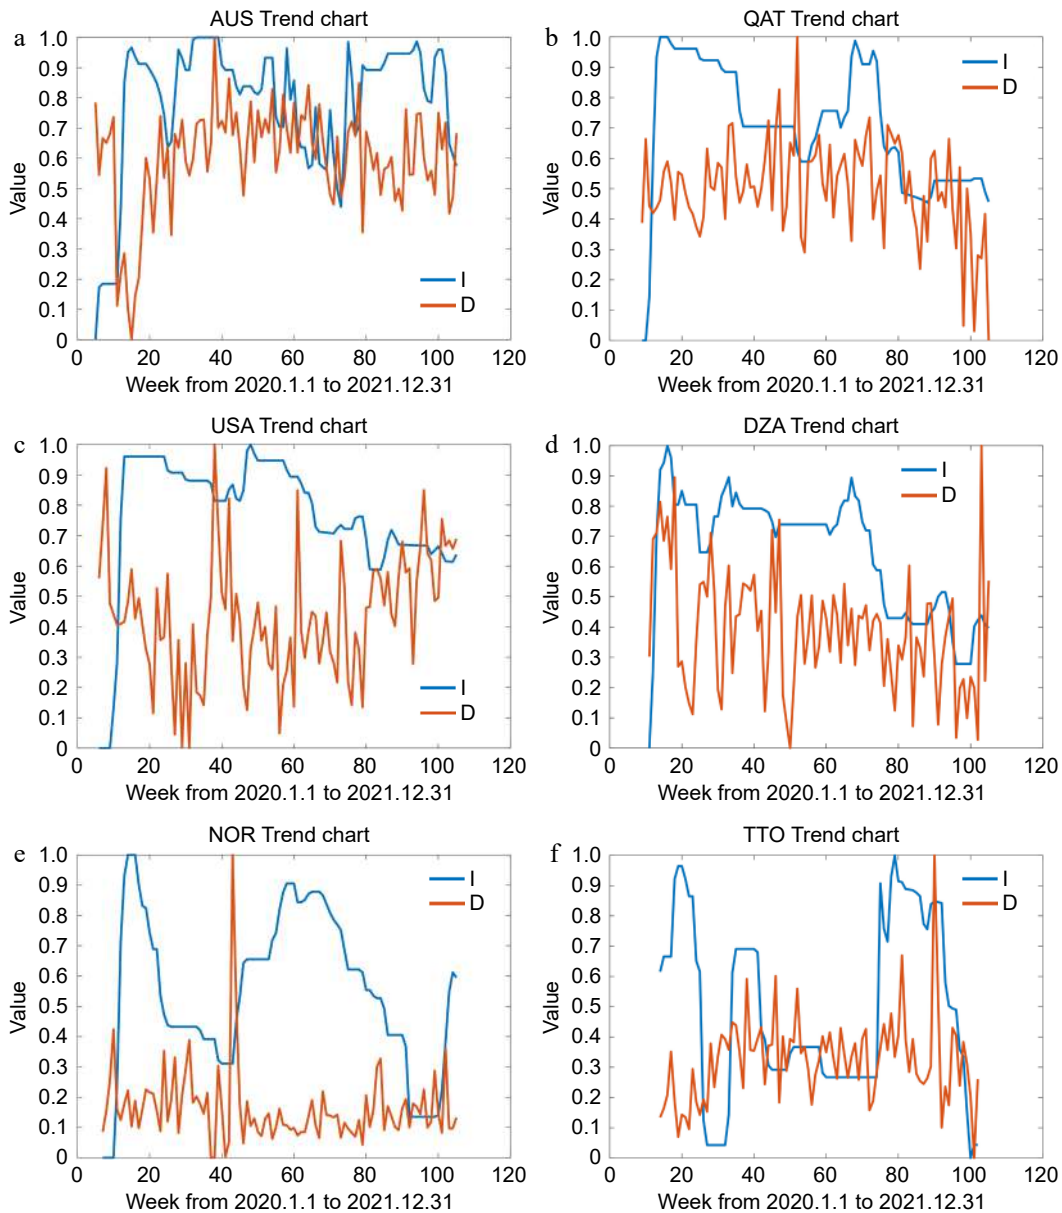 a
AUS Trend chart
1.0
0.9
0.8
0.7
0.6
0.5
0.4
0.3
0.2
0.1
0
Value
I
D
0 20 40 60 80 100 120
Week from 2020.1.1 to 2021.12.31
b
QAT Trend chart
1.0
0.9
0.8
0.7
0.6
0.5
0.4
0.3
0.2
0.1
0
Value
I
D
0 20 40 60 80 100 120
Week from 2020.1.1 to 2021.12.31
c
USA Trend chart
1.0
0.9
0.8
0.7
0.6
0.5
0.4
0.3
0.2
0.1
0
Value
I
D
0 20 40 60 80 100 120
Week from 2020.1.1 to 2021.12.31
d
DZA Trend chart
1.0
0.9
0.8
0.7
0.6
0.5
0.4
0.3
0.2
0.1
0
Value
I
D
0 20 40 60 80 100 120
Week from 2020.1.1 to 2021.12.31
e
NOR Trend chart
1.0
0.9
0.8
0.7
0.6
0.5
0.4
0.3
0.2
0.1
0
Value
I
D
0 20 40 60 80 100 120
Week from 2020.1.1 to 2021.12.31
f
TTO Trend chart
1.0
0.9
0.8
0.7
0.6
0.5
0.4
0.3
0.2
0.1
0
Value
I
D
0 20 40 60 80 100 120
Week from 2020.1.1 to 2021.12.31